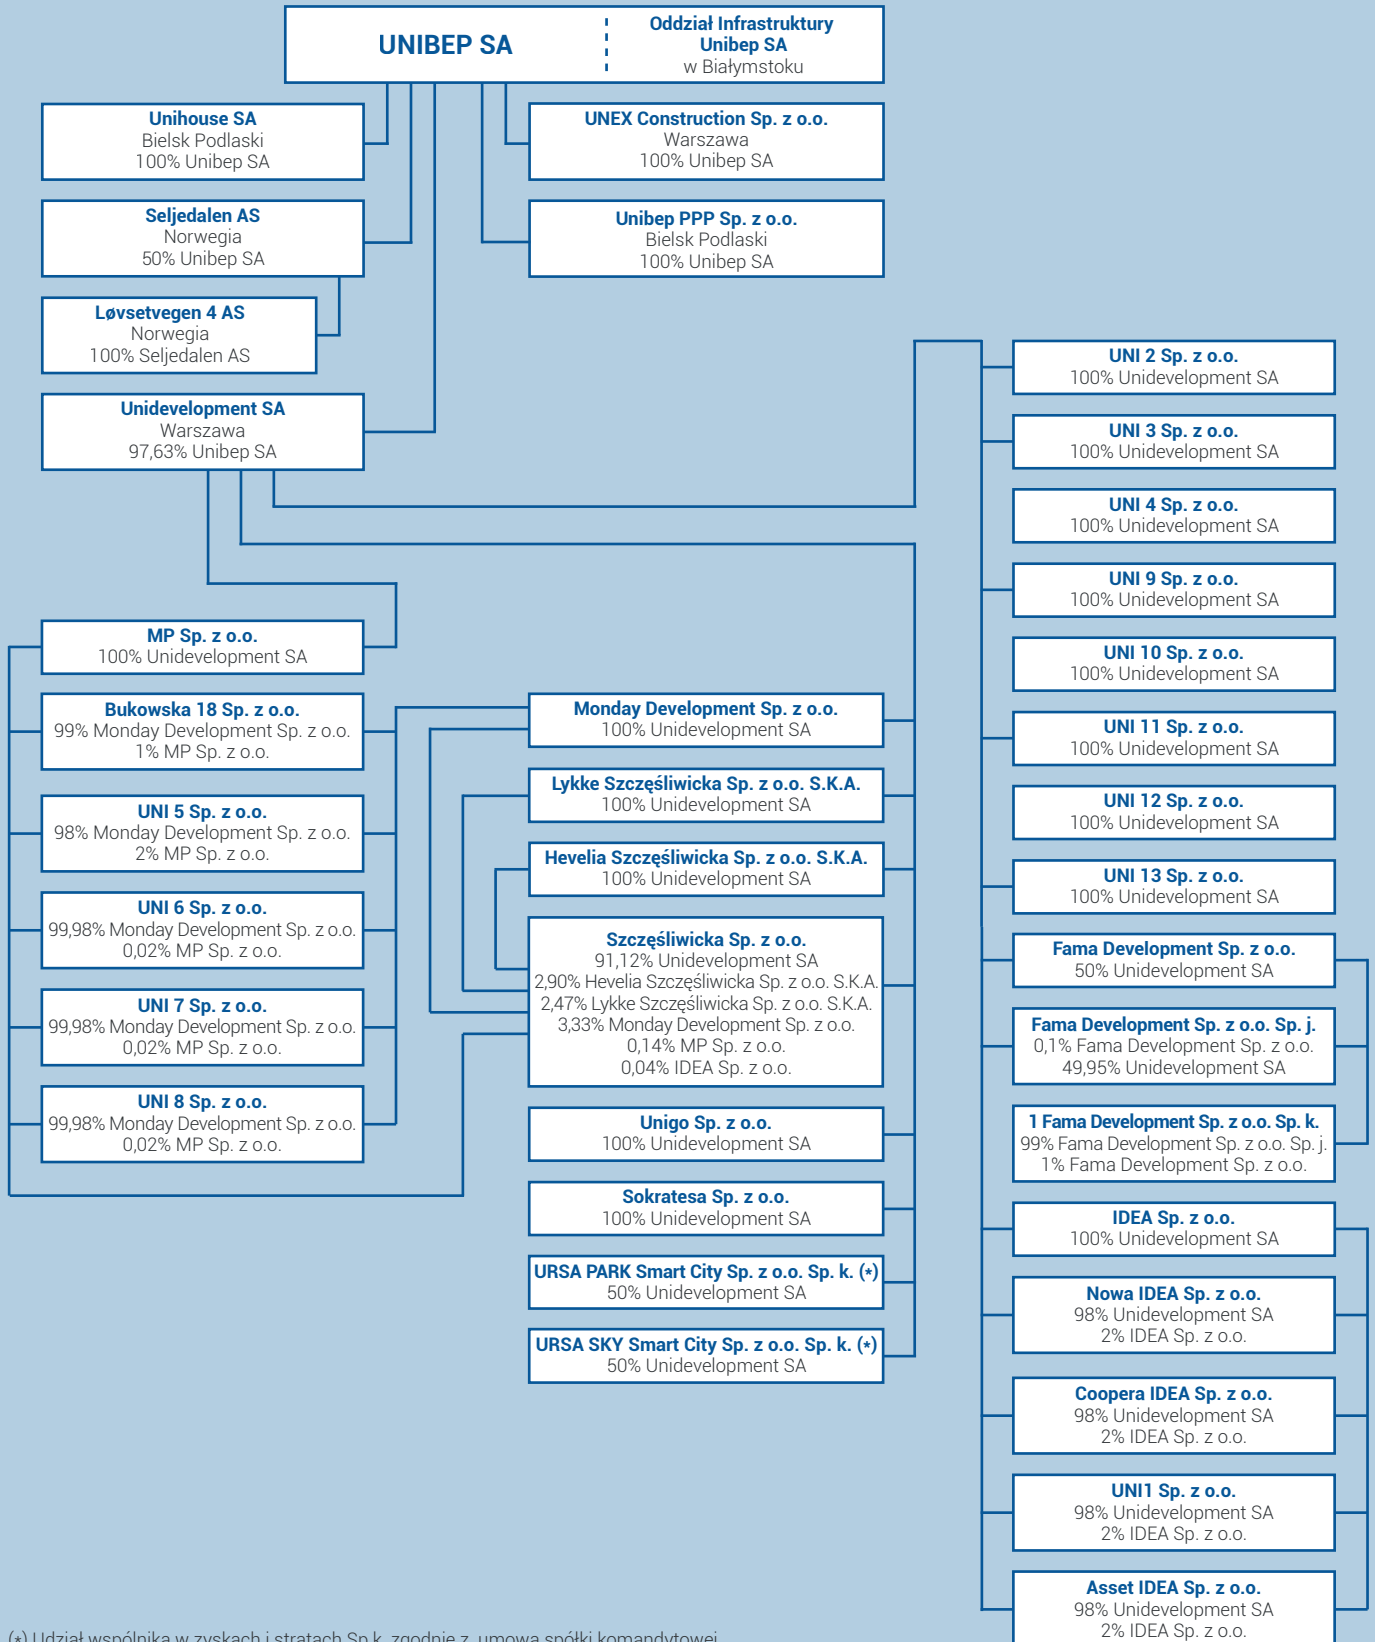 UNIBEP SA
Oddział Infrastruktury
Unibep SA
w Białymstoku
Unihouse SA
Bielsk Podlaski
100% Unibep SA
UNEX Construction Sp. z o.o.
Warszawa
100% Unibep SA
Seljedalen AS
Norwegia
50% Unibep SA
Unibep PPP Sp. z o.o.
Bielsk Podlaski
100% Unibep SA
Løvsetvegen 4 AS
Norwegia
100% Seljedalen AS
Unidevelopment SA
Warszawa
97,63% Unibep SA
MP Sp. z o.o.
100% Unidevelopment SA
Bukowska 18 Sp. z o.o.
99% Monday Development Sp. z o.o.
1% MP Sp. z o.o.
UNI 5 Sp. z o.o.
98% Monday Development Sp. z o.o.
2% MP Sp. z o.o.
UNI 6 Sp. z o.o.
99,98% Monday Development Sp. z o.o.
0,02% MP Sp. z o.o.
UNI 7 Sp. z o.o.
99,98% Monday Development Sp. z o.o.
0,02% MP Sp. z o.o.
UNI 8 Sp. z o.o.
99,98% Monday Development Sp. z o.o.
0,02% MP Sp. z o.o.
Monday Development Sp. z o.o.
100% Unidevelopment SA
Lykke Szczęśliwicka Sp. z o.o. S.K.A.
100% Unidevelopment SA
Hevelia Szczęśliwicka Sp. z o.o. S.K.A.
100% Unidevelopment SA
Szczęśliwicka Sp. z o.o.
91,12% Unidevelopment SA
2,90% Hevelia Szczęśliwicka Sp. z o.o. S.K.A.
2,47% Lykke Szczęśliwicka Sp. z o.o. S.K.A.
3,33% Monday Development Sp. z o.o.
0,14% MP Sp. z o.o.
0,04% IDEA Sp. z o.o.
Unigo Sp. z o.o.
100% Unidevelopment SA
Sokratesa Sp. z o.o.
100% Unidevelopment SA
URSA PARK Smart City Sp. z o.o. Sp. k. (*)
50% Unidevelopment SA
URSA SKY Smart City Sp. z o.o. Sp. k. (*)
50% Unidevelopment SA
UNI 2 Sp. z o.o.
100% Unidevelopment SA
UNI 3 Sp. z o.o.
100% Unidevelopment SA
UNI 4 Sp. z o.o.
100% Unidevelopment SA
UNI 9 Sp. z o.o.
100% Unidevelopment SA
UNI 10 Sp. z o.o.
100% Unidevelopment SA
UNI 11 Sp. z o.o.
100% Unidevelopment SA
UNI 12 Sp. z o.o.
100% Unidevelopment SA
UNI 13 Sp. z o.o.
100% Unidevelopment SA
Fama Development Sp. z o.o.
50% Unidevelopment SA
Fama Development Sp. z o.o. Sp. j.
0,1% Fama Development Sp. z o.o.
49,95% Unidevelopment SA
1 Fama Development Sp. z o.o. Sp. k.
99% Fama Development Sp. z o.o. Sp. j.
1% Fama Development Sp. z o.o.
IDEA Sp. z o.o.
100% Unidevelopment SA
Nowa IDEA Sp. z o.o.
98% Unidevelopment SA
2% IDEA Sp. z o.o.
Coopera IDEA Sp. z o.o.
98% Unidevelopment SA
2% IDEA Sp. z o.o.
UNI1 Sp. z o.o.
98% Unidevelopment SA
2% IDEA Sp. z o.o.
Asset IDEA Sp. z o.o.
98% Unidevelopment SA
2% IDEA Sp. z o.o.
(*) Udział wspólnika w zyskach i stratach Sp.k. zgodnie z umową spółki komandytowej